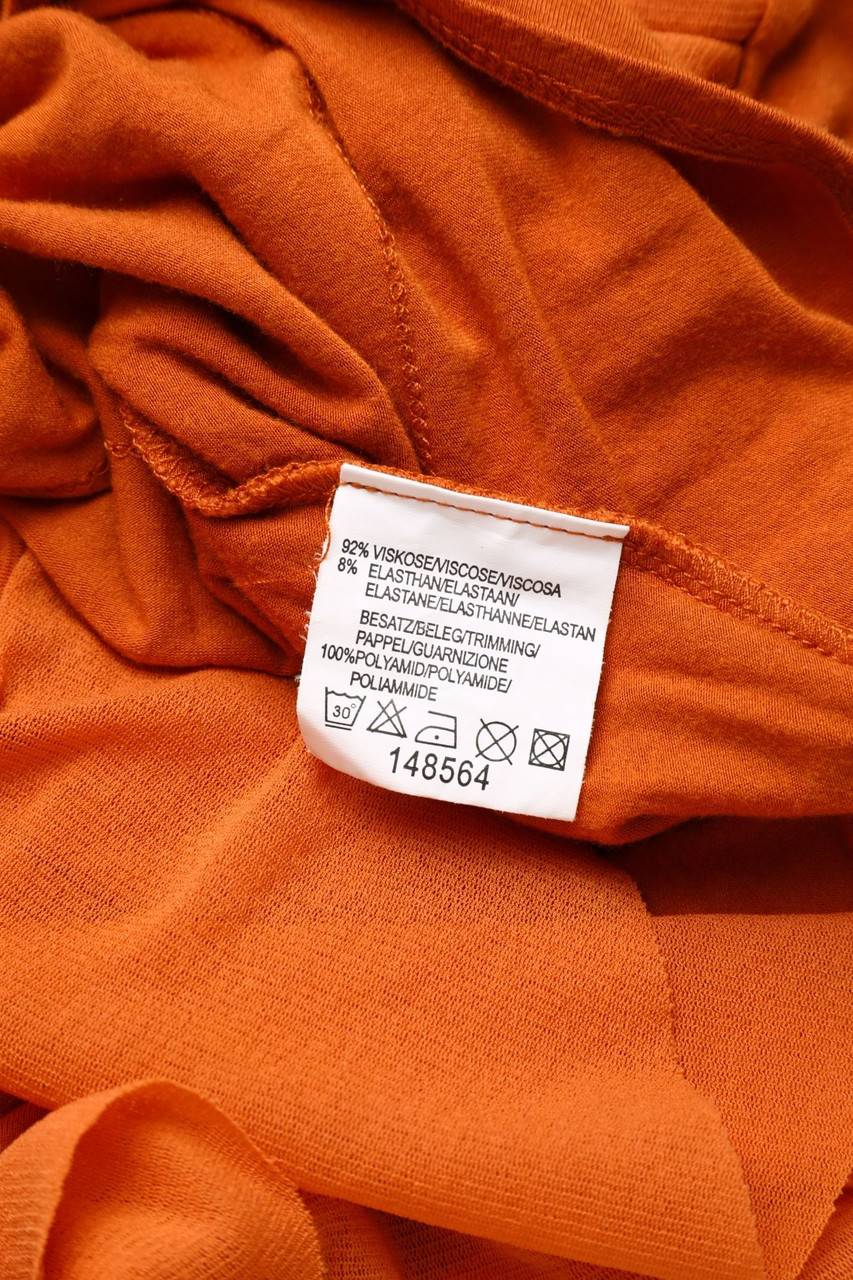 92% VISKOSE/VISCOSE/VISCOSA
8% ELASTHAN/ELASTAAN/
ELASTANE/ELASTHANNE/ELASTAN
BESATZ/BELEG/TRIMMING/
PAPPEL/GUARNIZIONE
100%POLYAMID/POLYAMIDE/
POLIAMMIDE
30°
148564